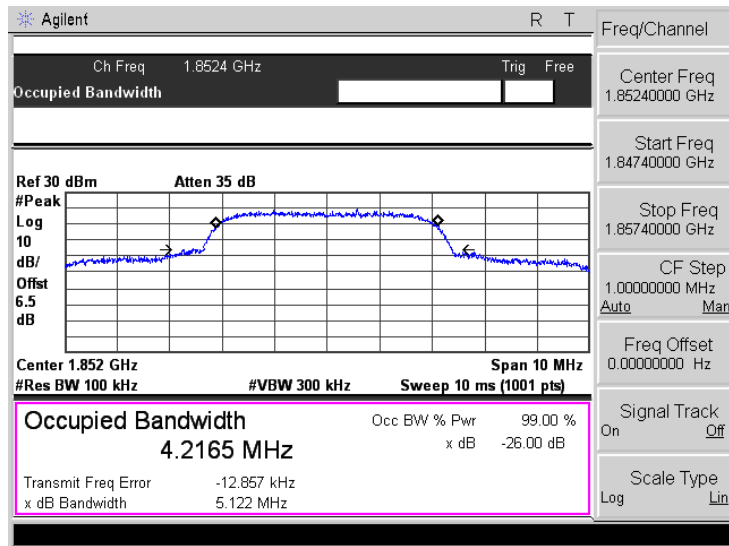 Agilent R T
Ch Freq 1.8524 GHz Trig Free
Occupied Bandwidth
Ref 30 dBm Atten 35 dB
#Peak
Log
10
dB/
Offst
6.5
dB
Center 1.852 GHz Span 10 MHz
#Res BW 100 kHz #VBW 300 kHz Sweep 10 ms (1001 pts)
Occupied Bandwidth Occ BW % Pwr 99.00 %
4.2165 MHz x dB -26.00 dB
Transmit Freq Error -12.857 kHz
x dB Bandwidth 5.122 MHz
Freq/Channel
Center Freq
1.85240000 GHz
Start Freq
1.84740000 GHz
Stop Freq
1.85740000 GHz
CF Step
1.00000000 MHz
Auto Man
Freq Offset
0.00000000 Hz
Signal Track
On Off
Scale Type
Log Lin